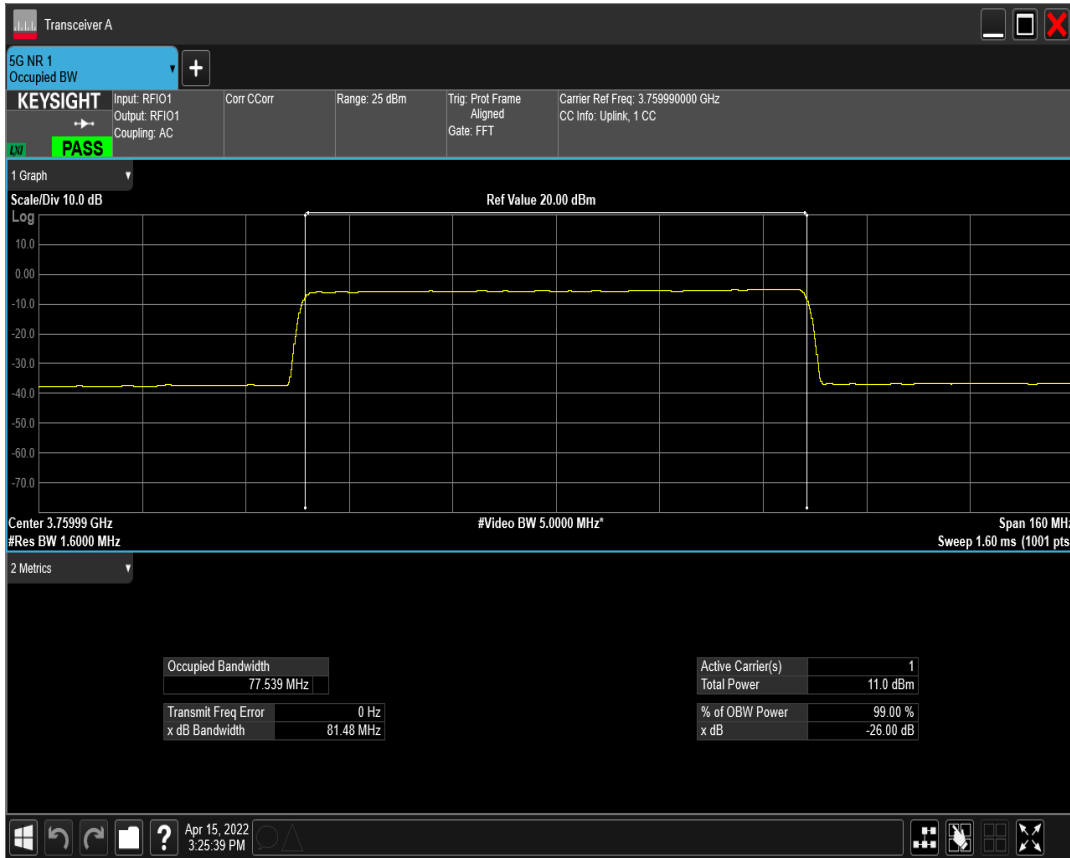 Transceiver A
5G NR 1
Occupied BW
+
KEYSIGHT
LXI
PASS
Input: RFIO1
Output: RFIO1
Coupling: AC
Corr CCorr
Range: 25 dBm
Trig: Prot Frame
Aligned
Gate: FFT
Carrier Ref Freq: 3.759990000 GHz
CC Info: Uplink, 1 CC
1 Graph
Scale/Div 10.0 dB
Ref Value 20.00 dBm
Log
10.0
0.00
-10.0
-20.0
-30.0
-40.0
-50.0
-60.0
-70.0
Center 3.75999 GHz
#Video BW 5.0000 MHz*
Span 160 MHz
#Res BW 1.6000 MHz
Sweep 1.60 ms (1001 pts
2 Metrics
Occupied Bandwidth
77.539 MHz
Transmit Freq Error 0 Hz
x dB Bandwidth 81.48 MHz
Active Carrier(s) 1
Total Power 11.0 dBm
% of OBW Power 99.00 %
x dB -26.00 dB
?
Apr 15, 2022
3:25:39 PM